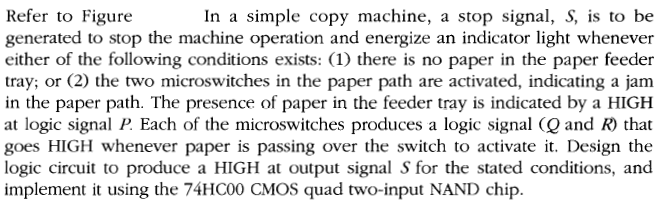 Refer to Figure In a simple copy machine, a stop signal, S, is to be
generated to stop the machine operation and energize an indicator light whenever
either of the following conditions exists: (1) there is no paper in the paper feeder
tray; or (2) the two microswitches in the paper path are activated, indicating a jam
in the paper path. The presence of paper in the feeder tray is indicated by a HIGH
at logic signal P. Each of the microswitches produces a logic signal (Q and R) that
goes HIGH whenever paper is passing over the switch to activate it. Design the
logic circuit to produce a HIGH at output signal S for the stated conditions, and
implement it using the 74HC00 CMOS quad two-input NAND chip.